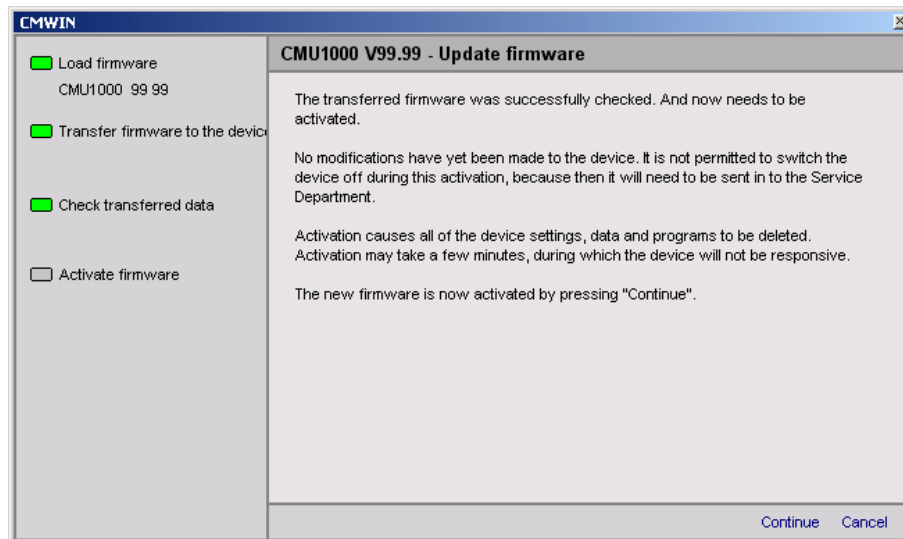 CMWIN
Load firmware
CMU1000 99 99
Transfer firmware to the device
Check transferred data
Activate firmware
CMU1000 V99.99 - Update firmware
The transferred firmware was successfully checked. And now needs to be
activated.
No modifications have yet been made to the device. It is not permitted to switch the
device off during this activation, because then it will need to be sent in to the Service
Department.
Activation causes all of the device settings, data and programs to be deleted.
Activation may take a few minutes, during which the device will not be responsive.
The new firmware is now activated by pressing "Continue".
Continue Cancel